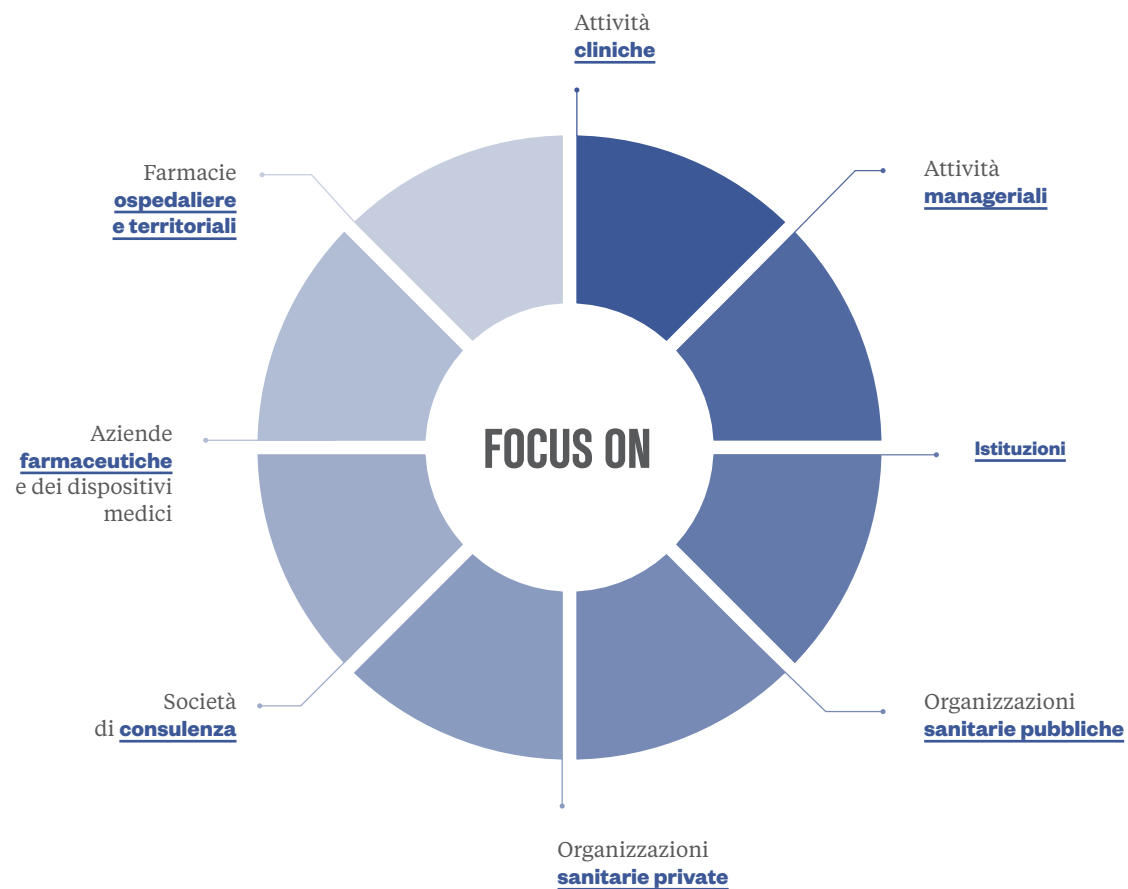 Attività
cliniche
Attività
manageriali
Istituzioni
Organizzazioni
sanitarie pubbliche
Organizzazioni
sanitarie private
Società
di consulenza
Aziende
farmaceutiche
e dei dispositivi
medici
Farmacie
ospedaliere
e territoriali
FOCUS ON